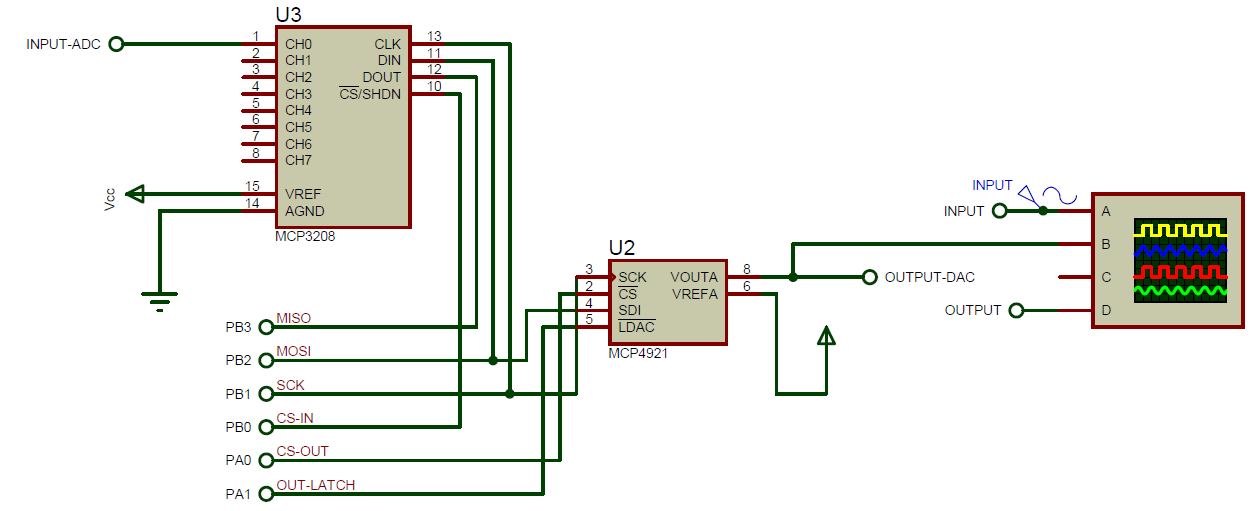 U3
INPUT-ADC
1 CH0 CLK 13
2 CH1 DIN 11
3 CH2 DOUT 12
4 CH3 CS/SHDN 10
5 CH4
6 CH5
7 CH6
8 CH7
Vcc
15 VREF
14 AGND
MCP3208
INPUT
INPUT
A
B
C
D
U2
3 SCK VOUTA 8
2 CS VREFA 6
4 SDI
5 LDAC
MCP4921
OUTPUT-DAC
OUTPUT
PB3 MISO
PB2 MOSI
PB1 SCK
PB0 CS-IN
PA0 CS-OUT
PA1 OUT-LATCH